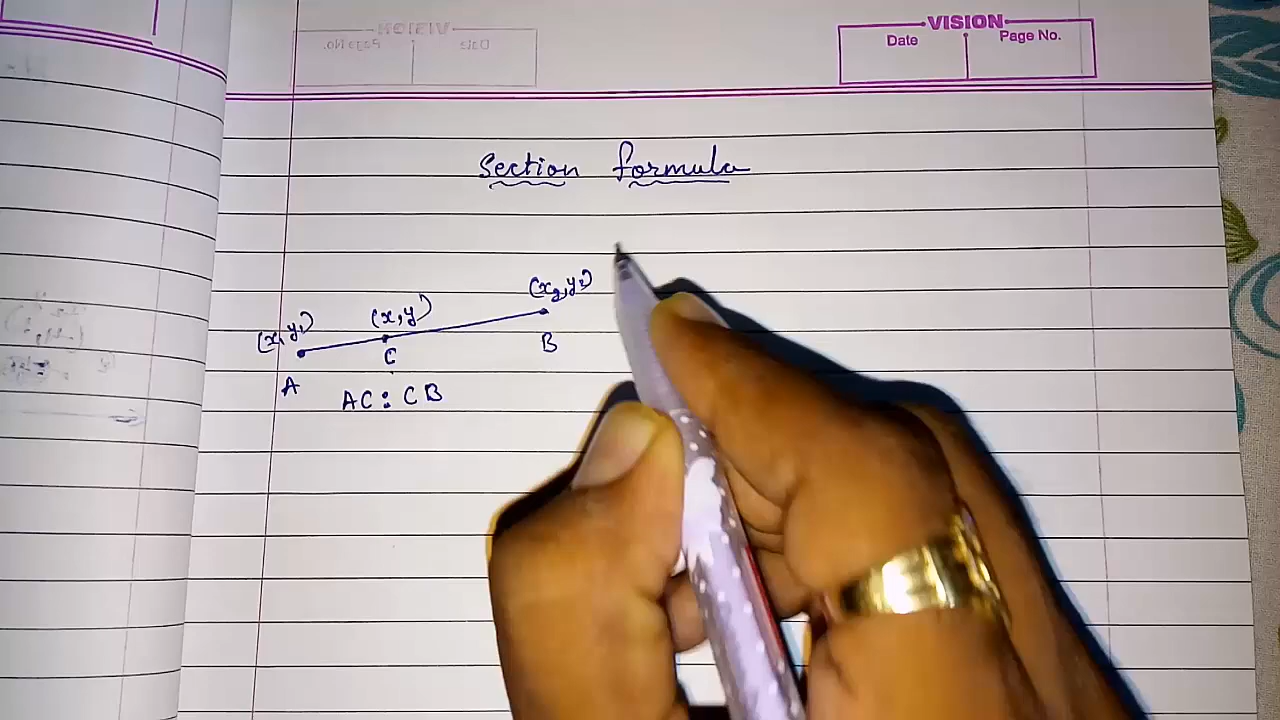 VISION
Date Page No.
Section formula
(x₂, y₂)
(x, y)
(x₁, y₁)
C B
A
AC : CB